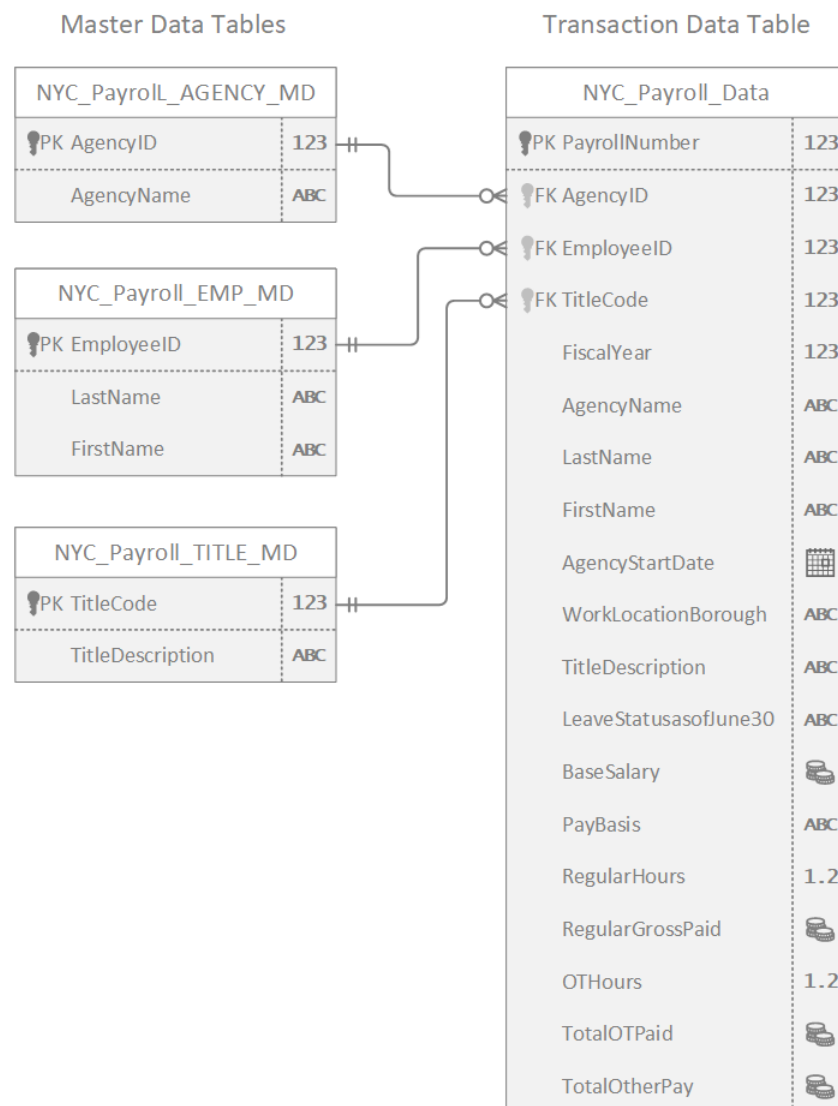 Master Data Tables
NYC_PayrolL_AGENCY_MD
PK AgencyID 123
AgencyName ABC
NYC_Payroll_EMP_MD
PK EmployeeID 123
LastName ABC
FirstName ABC
NYC_Payroll_TITLE_MD
PK TitleCode 123
TitleDescription ABC
Transaction Data Table
NYC_Payroll_Data
PK PayrollNumber 123
FK AgencyID 123
FK EmployeeID 123
FK TitleCode 123
FiscalYear 123
AgencyName ABC
LastName ABC
FirstName ABC
AgencyStartDate
WorkLocationBorough ABC
TitleDescription ABC
LeaveStatusasofJune30 ABC
BaseSalary
PayBasis ABC
RegularHours 1.2
RegularGrossPaid
OTHours 1.2
TotalOTPaid
TotalOtherPay